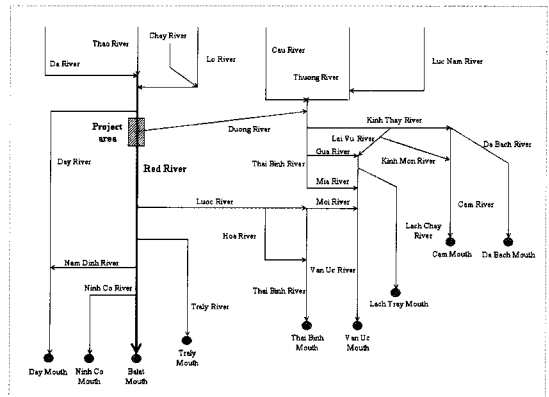 Chay River
Thao River
Lo River
Cau River
Da River
Thuong River
Luc Nam River
Project
area
Duong River
Kinh Thay River
Lai Vu River
Gua River
Day River
Red River
Thai Binh River
Kinh Mon River
Da Bach River
Mia River
Luoc River
Moi River
Cam River
Lach Chay
River
Hoa River
Cam Mouth
Da Bach Mouth
Nam Dinh River
Van Uc River
Ninh Co River
Thai Binh River
Traly River
Lach Tray Mouth
Day Mouth
Ninh Co
Mouth
Balat
Mouth
Traly
Mouth
Thai Binh
Mouth
Van Uc
Mouth